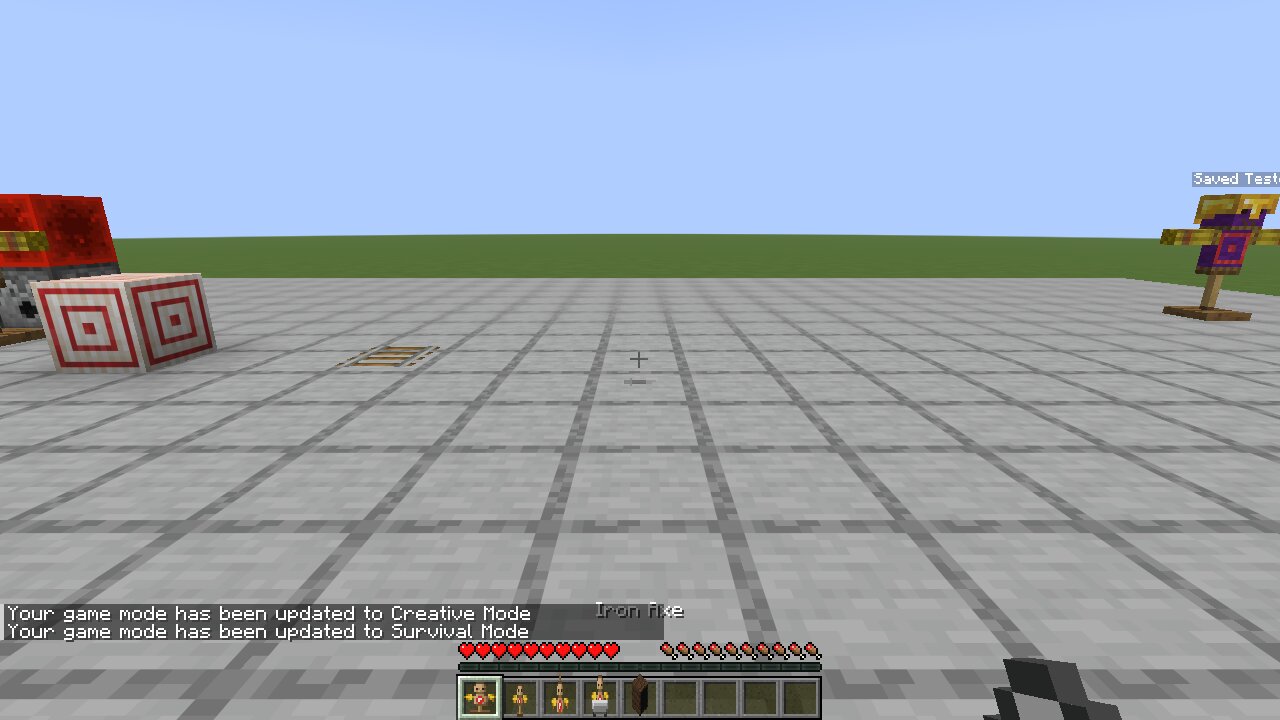 Saved Test
Iron Axe
Your game mode has been updated to Creative Mode
Your game mode has been updated to Survival Mode